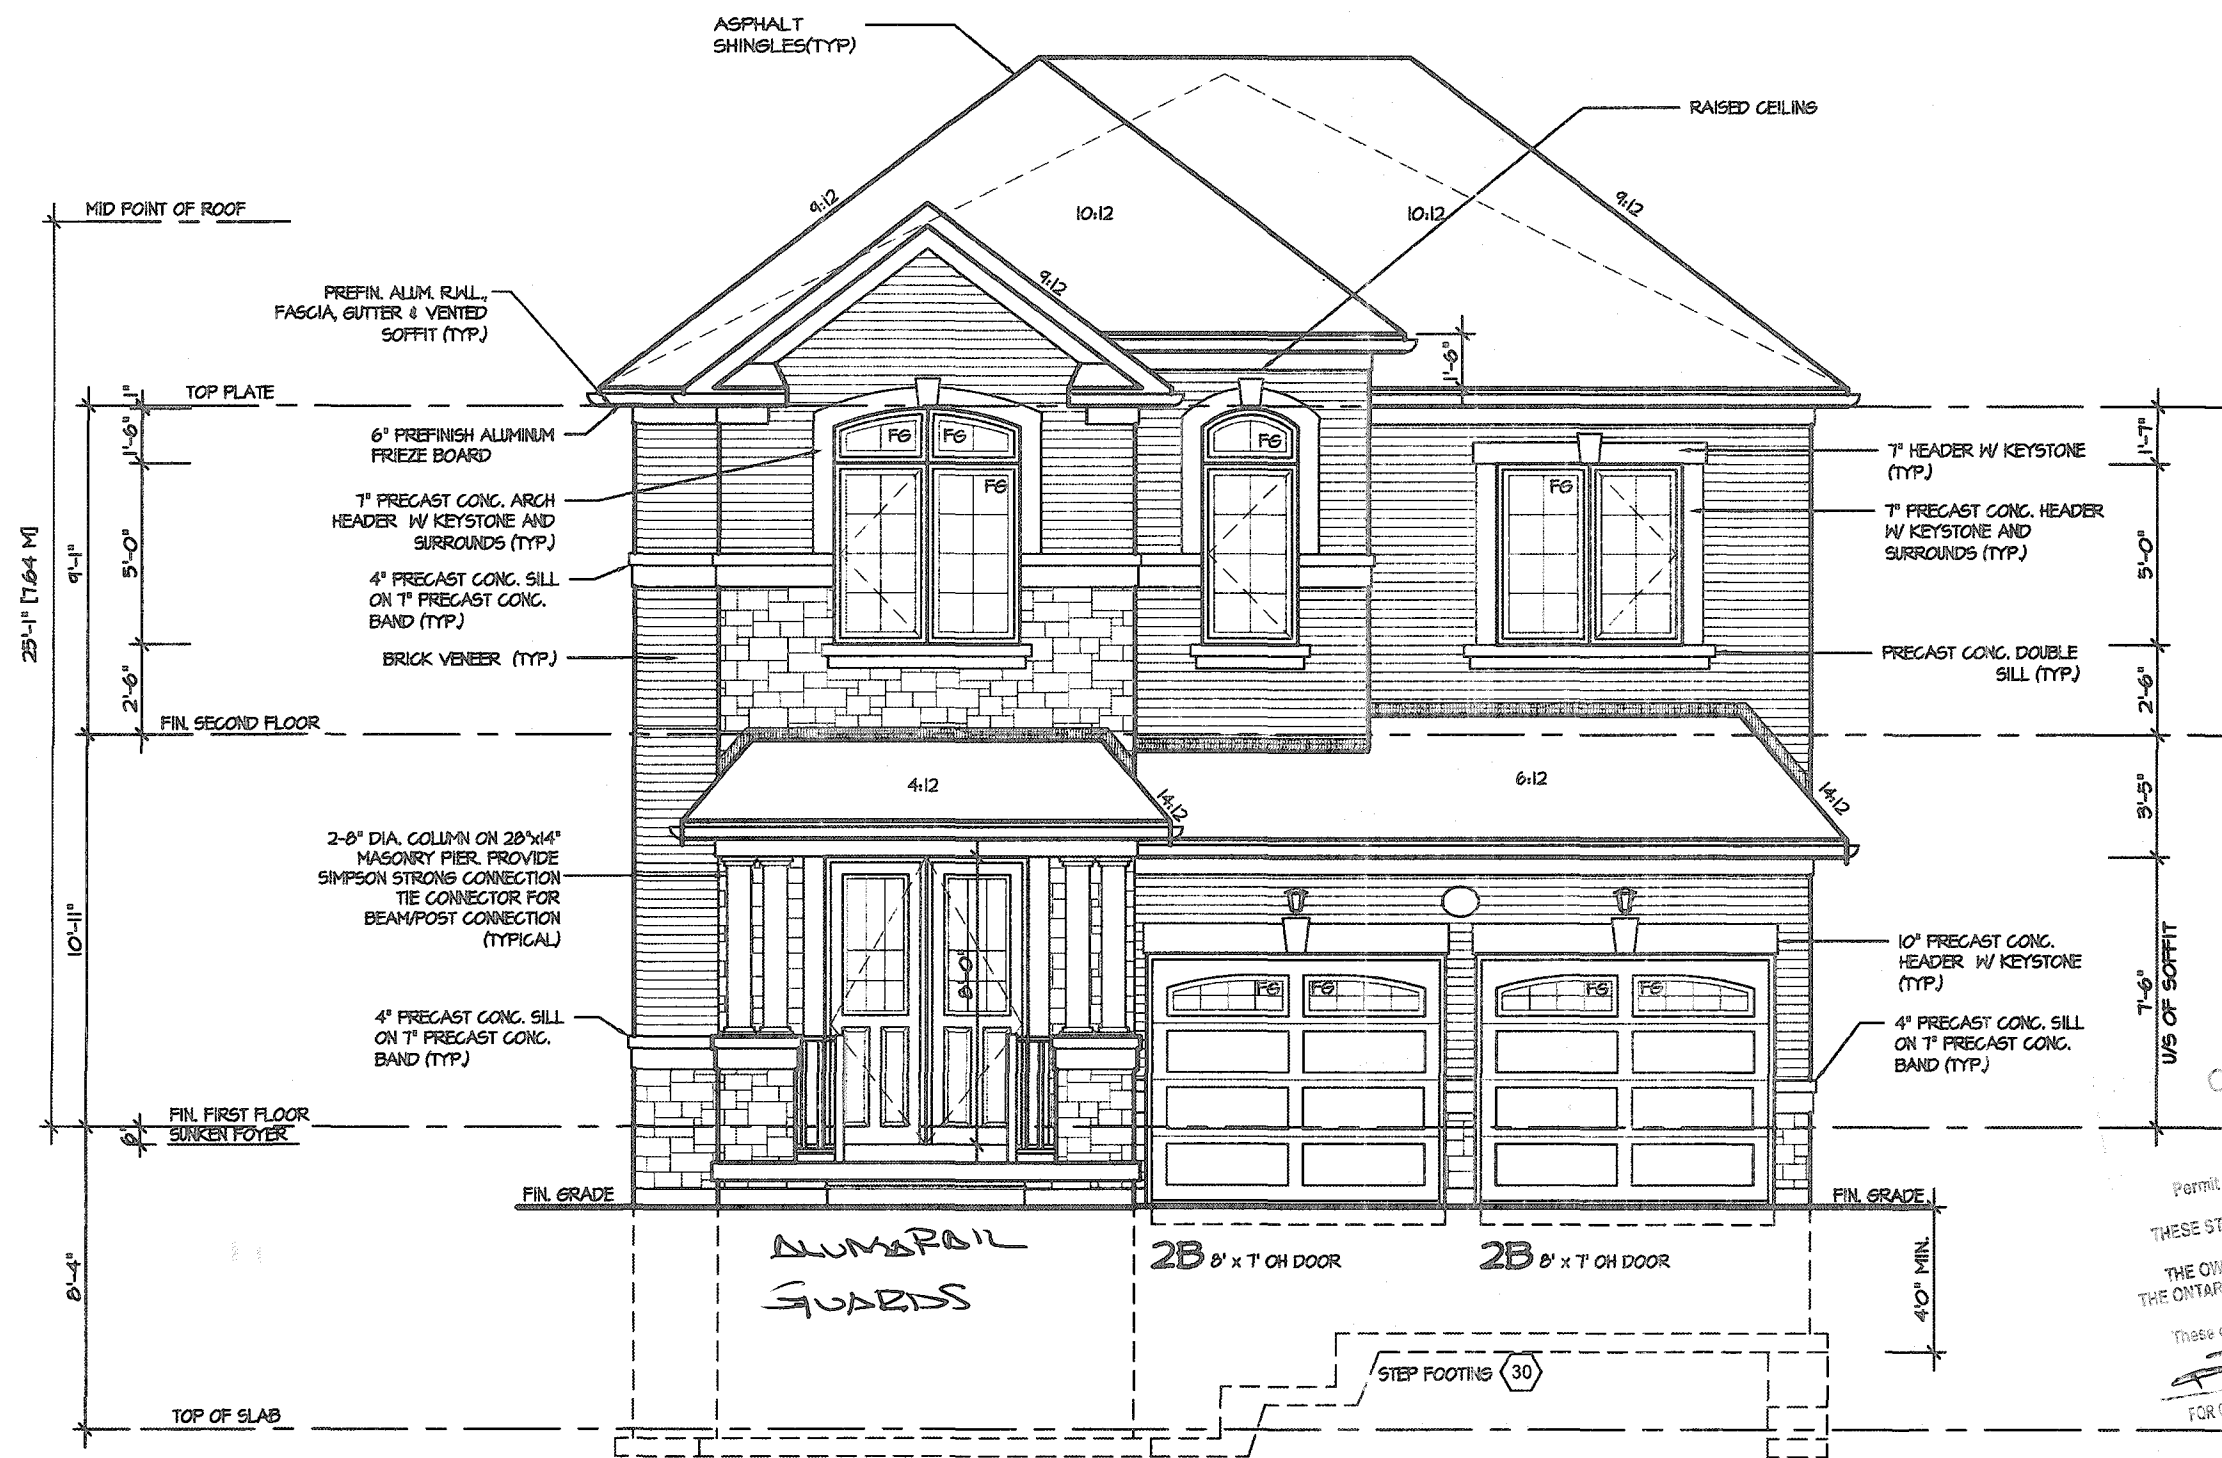 ASPHALT
SHINGLES(TYP)
RAISED CEILING
MID POINT OF ROOF
9:12
10:12
10:12
9:12
9:12
PREFIN. ALUM. R.W.L.,
FASCIA, GUTTER & VENTED
SOFFIT (TYP.)
1'-6"
TOP PLATE
1"
1'-6"
5'-0"
2'-6"
9'-1"
25'-1" [7.64 M]
6" PREFINISH ALUMINUM
FRIEZE BOARD
7" PRECAST CONC. ARCH
HEADER W/ KEYSTONE AND
SURROUNDS (TYP.)
4" PRECAST CONC. SILL
ON 7" PRECAST CONC.
BAND (TYP.)
BRICK VENEER (TYP.)
FIN. SECOND FLOOR
FG
FG
FG
FG
FG
7" HEADER W/ KEYSTONE
(TYP.)
7" PRECAST CONC. HEADER
W/ KEYSTONE AND
SURROUNDS (TYP.)
PRECAST CONC. DOUBLE
SILL (TYP.)
1'-7"
5'-0"
2'-6"
3'-5"
7'-6"
U/S OF SOFFIT
4:12
14:12
6:12
14:12
2-8" DIA. COLUMN ON 28"x14"
MASONRY PIER. PROVIDE
SIMPSON STRONG CONNECTION
TIE CONNECTOR FOR
BEAM/POST CONNECTION
(TYPICAL)
10'-11"
8'-0"
4" PRECAST CONC. SILL
ON 7" PRECAST CONC.
BAND (TYP.)
FG
FG
FG
FG
10" PRECAST CONC.
HEADER W/ KEYSTONE
(TYP.)
4" PRECAST CONC. SILL
ON 7" PRECAST CONC.
BAND (TYP.)
FIN. FIRST FLOOR
SUNKEN FOYER
6"
FIN. GRADE
FIN. GRADE
ALUMARAIL
GUARDS
2B 8' x 7' OH DOOR
2B 8' x 7' OH DOOR
8'-4"
4'0" MIN.
STEP FOOTING 30
TOP OF SLAB
Permit
THESE ST
THE OW
THE ONTAR
These
FOR